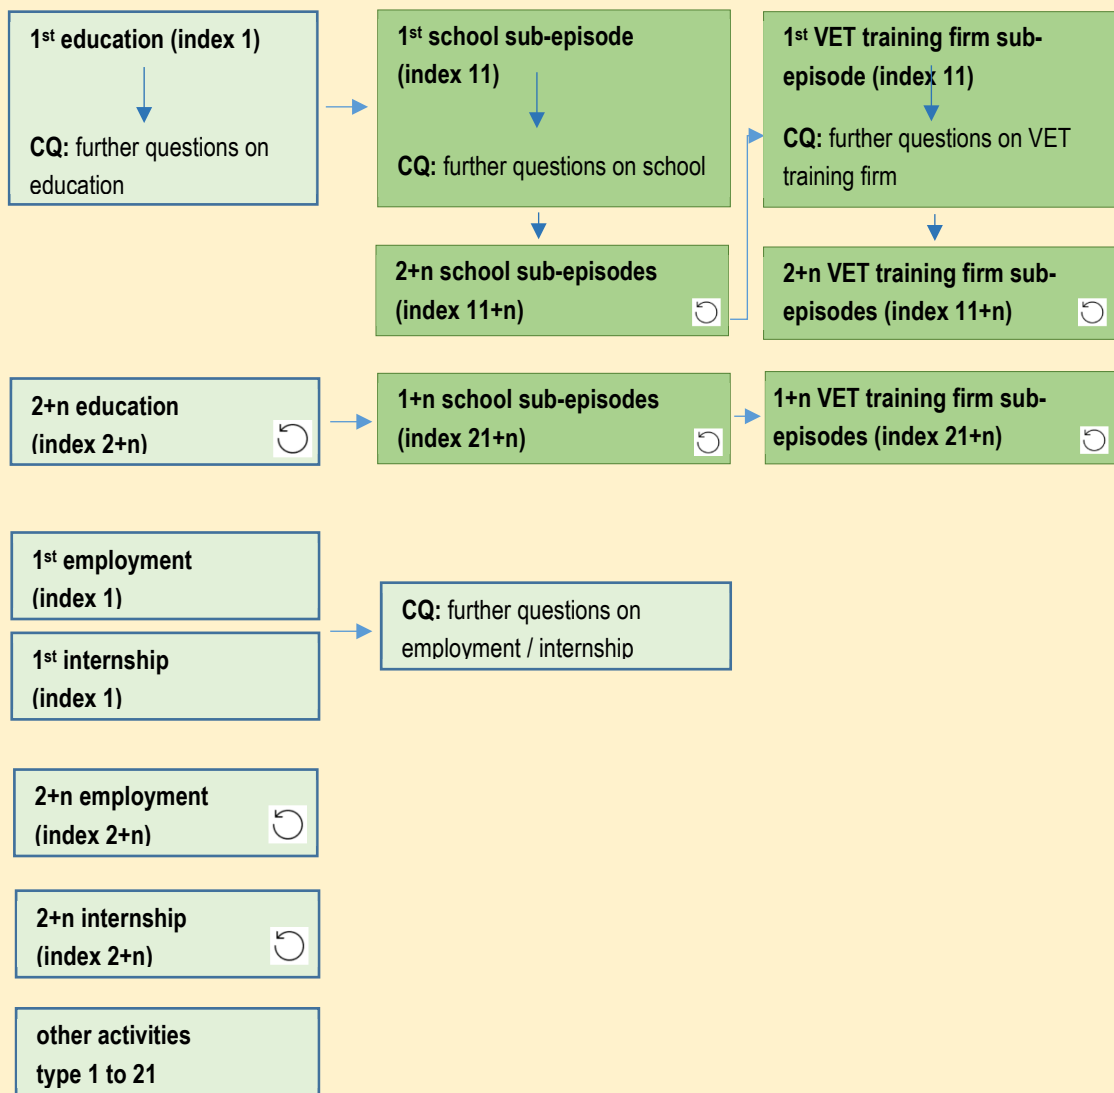 1st education (index 1)
CQ: further questions on
education
1st school sub-episode
(index 11)
CQ: further questions on school
1st VET training firm sub-
episode (index 11)
CQ: further questions on VET
training firm
2+n school sub-episodes
(index 11+n)
2+n VET training firm sub-
episodes (index 11+n)
2+n education
(index 2+n)
1+n school sub-episodes
(index 21+n)
1+n VET training firm sub-
episodes (index 21+n)
1st employment
(index 1)
1st internship
(index 1)
CQ: further questions on
employment / internship
2+n employment
(index 2+n)
2+n internship
(index 2+n)
other activities
type 1 to 21